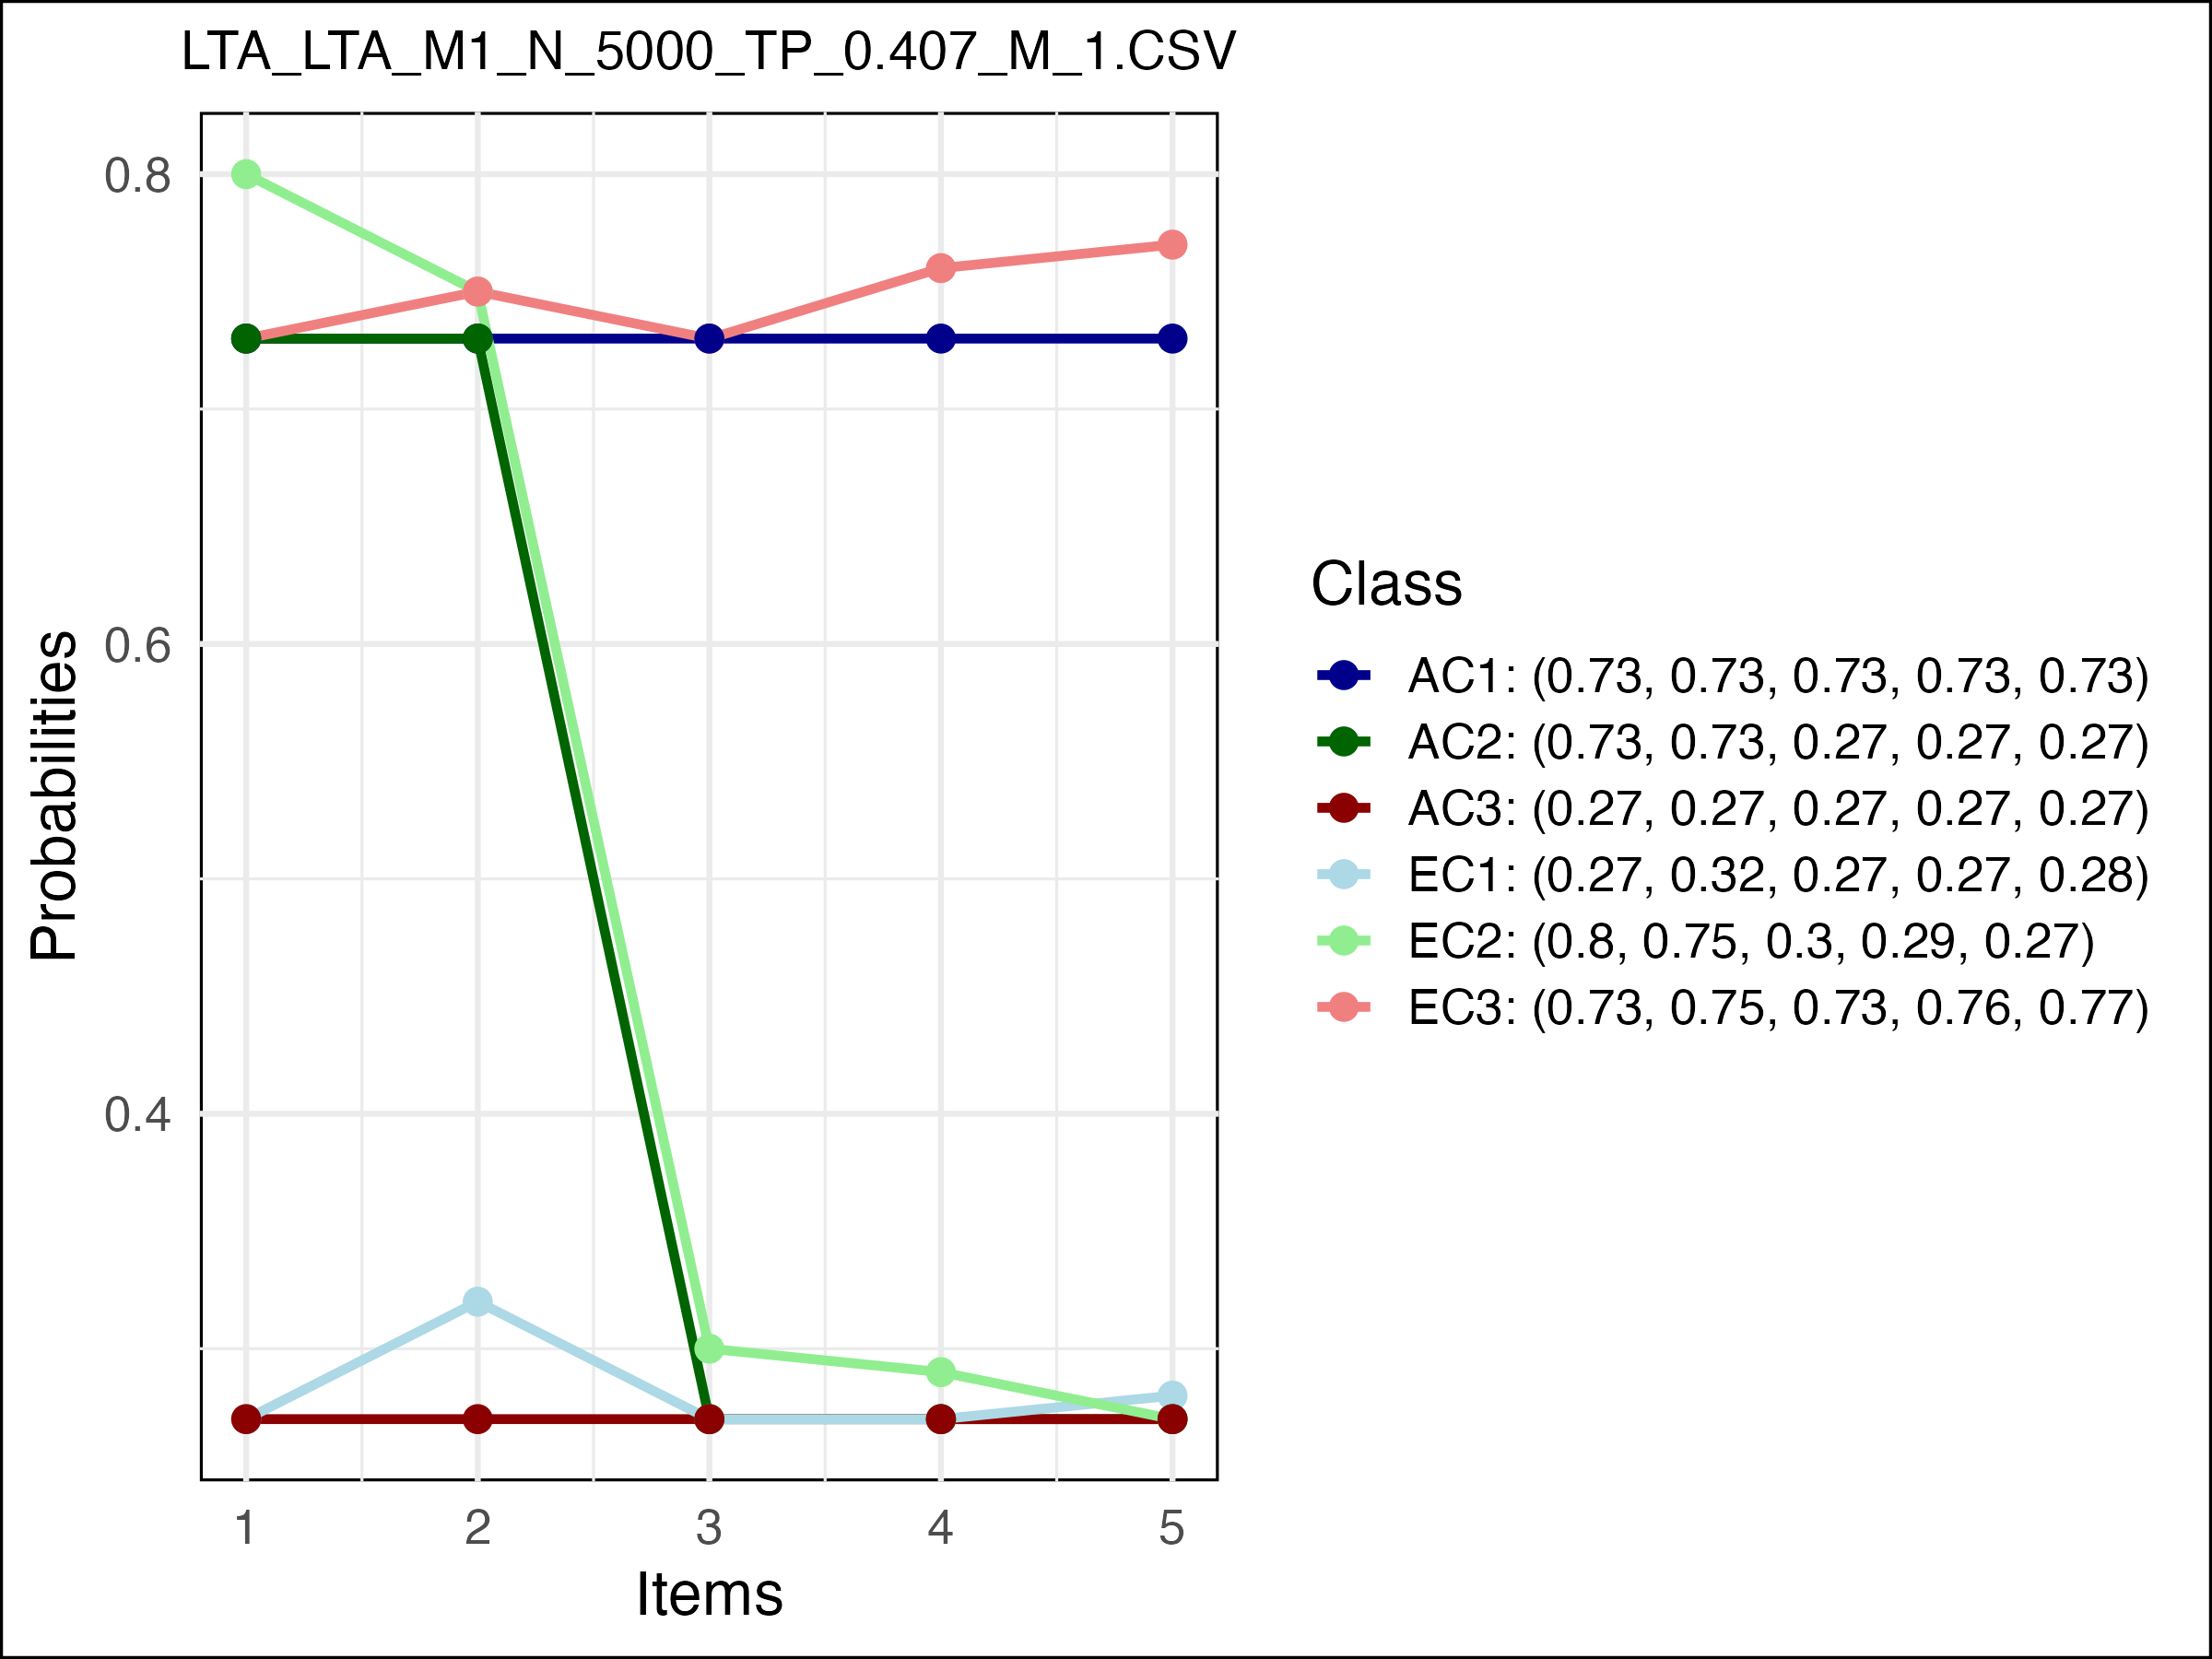 LTA_LTA_M1_N_5000_TP_0.407_M_1.CSV
Probabilities
0.8
0.6
0.4
1 2 3 4 5
Items
Class
AC1: (0.73, 0.73, 0.73, 0.73, 0.73)
AC2: (0.73, 0.73, 0.27, 0.27, 0.27)
AC3: (0.27, 0.27, 0.27, 0.27, 0.27)
EC1: (0.27, 0.32, 0.27, 0.27, 0.28)
EC2: (0.8, 0.75, 0.3, 0.29, 0.27)
EC3: (0.73, 0.75, 0.73, 0.76, 0.77)